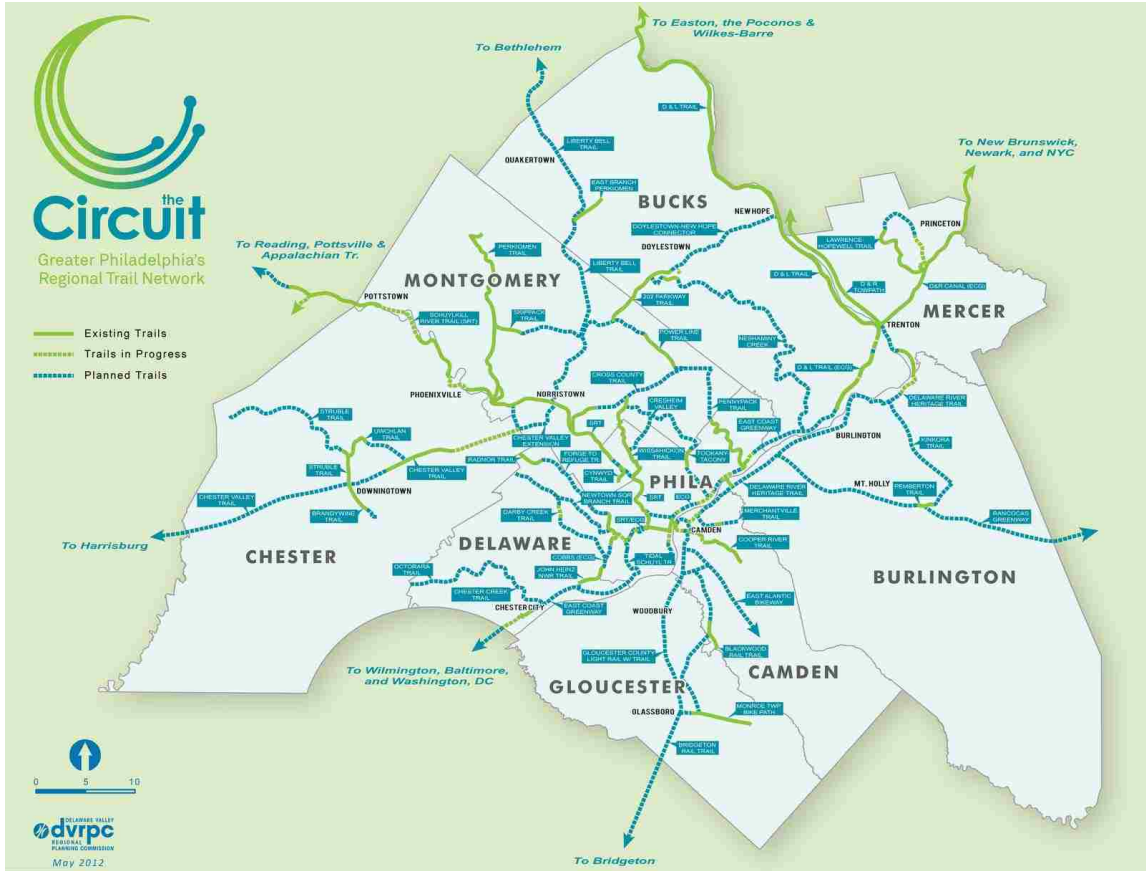 the
Circuit
Greater Philadelphia's
Regional Trail Network
Existing Trails
Trails in Progress
Planned Trails
To Easton, the Poconos &
Wilkes-Barre
To Bethlehem
D & L TRAIL
To New Brunswick,
Newark, and NYC
LIBERTY BELL
TRAIL
QUAKERTOWN
EAST BRANCH
PERKIOMEN
BUCKS
NEW HOPE
PRINCETON
DOYLESTOWN-NEW HOPE
CONNECTOR
DOYLESTOWN
LAWRENCE-
HOPEWELL TRAIL
To Reading, Pottsville &
Appalachian Tr.
PERKIOMEN
TRAIL
LIBERTY BELL
TRAIL
D & L TRAIL
D & R
TOWPATH
D&R CANAL (ECG)
MONTGOMERY
POTTSTOWN
202 PARKWAY
TRAIL
MERCER
SCHUYLKILL
RIVER TRAIL (SRT)
SKIPPACK
TRAIL
TRENTON
POWER LINE
TRAIL
NESHAMINY
CREEK
D & L TRAIL (ECG)
CROSS COUNTY
TRAIL
PHOENIXVILLE
NORRISTOWN
CRESHEIM
VALLEY
PENNYPACK
TRAIL
DELAWARE RIVER
HERITAGE TRAIL
STRUBLE
TRAIL
UWCHLAN
TRAIL
SRT
EAST COAST
GREENWAY
BURLINGTON
KINKORA
TRAIL
CHESTER VALLEY
EXTENSION
WISSAHICKON
TRAIL
TOOKANY
TACONY
RADNOR TRAIL
FORGE TO
REFUGE TR.
STRUBLE
TRAIL
CHESTER VALLEY
TRAIL
CYNWYD
TRAIL
PHILA
DELAWARE RIVER
HERITAGE TRAIL
MT. HOLLY
PEMBERTON
TRAIL
DOWNINGTOWN
CHESTER VALLEY
TRAIL
NEWTOWN SQR
BRANCH TRAIL
SRT
ECG
BRANDYWINE
TRAIL
DARBY CREEK
TRAIL
SRT/ECG
MERCHANTVILLE
TRAIL
RANCOCAS
GREENWAY
CAMDEN
To Harrisburg
DELAWARE
COOPER RIVER
TRAIL
CHESTER
COBBS (ECG)
TIDAL
SCHUYL TR
OCTORARA
TRAIL
JOHN HEINZ
NWR TRAIL
BURLINGTON
CHESTER CREEK
TRAIL
EAST COAST
GREENWAY
CHESTER CITY
WOODBURY
EAST ALANTIC
BIKEWAY
GLOUCESTER COUNTY
LIGHT RAIL W/ TRAIL
BLACKWOOD
RAIL TRAIL
To Wilmington, Baltimore,
and Washington, DC
GLOUCESTER
CAMDEN
GLASSBORO
MONROE TWP
BIKE PATH
BRIDGETON
RAIL TRAIL
0 5 10
DELAWARE VALLEY
dvrpc
REGIONAL
PLANNING COMMISSION
May 2012
To Bridgeton